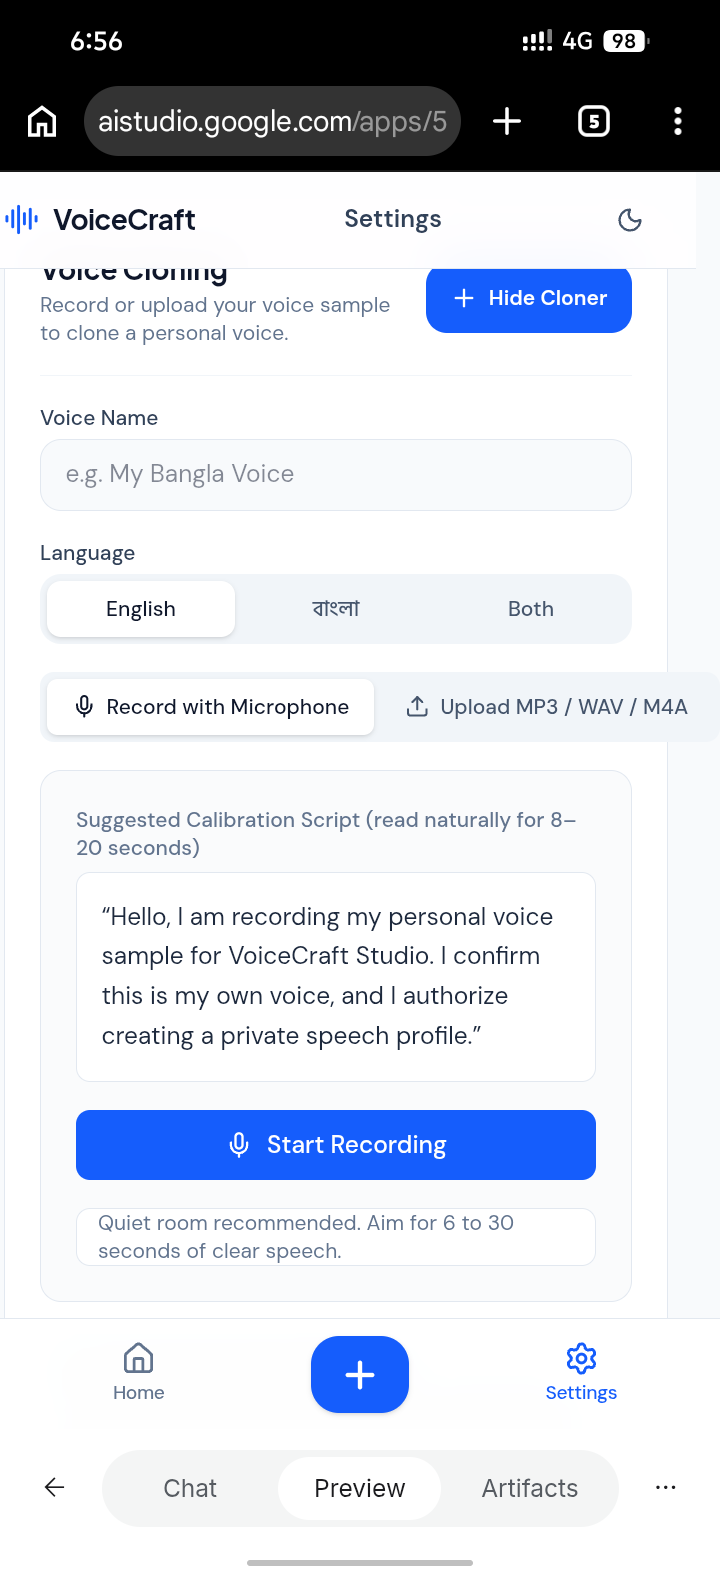 6:56
4G 98
aistudio.google.com/apps/5
5
VoiceCraft
Settings
Voice Cloning
Record or upload your voice sample
to clone a personal voice.
Hide Cloner
Voice Name
e.g. My Bangla Voice
Language
English
বাংলা
Both
Record with Microphone
Upload MP3 / WAV / M4A
Suggested Calibration Script (read naturally for 8–
20 seconds)
“Hello, I am recording my personal voice
sample for VoiceCraft Studio. I confirm
this is my own voice, and I authorize
creating a private speech profile.”
Start Recording
Quiet room recommended. Aim for 6 to 30
seconds of clear speech.
Home
Settings
Chat
Preview
Artifacts